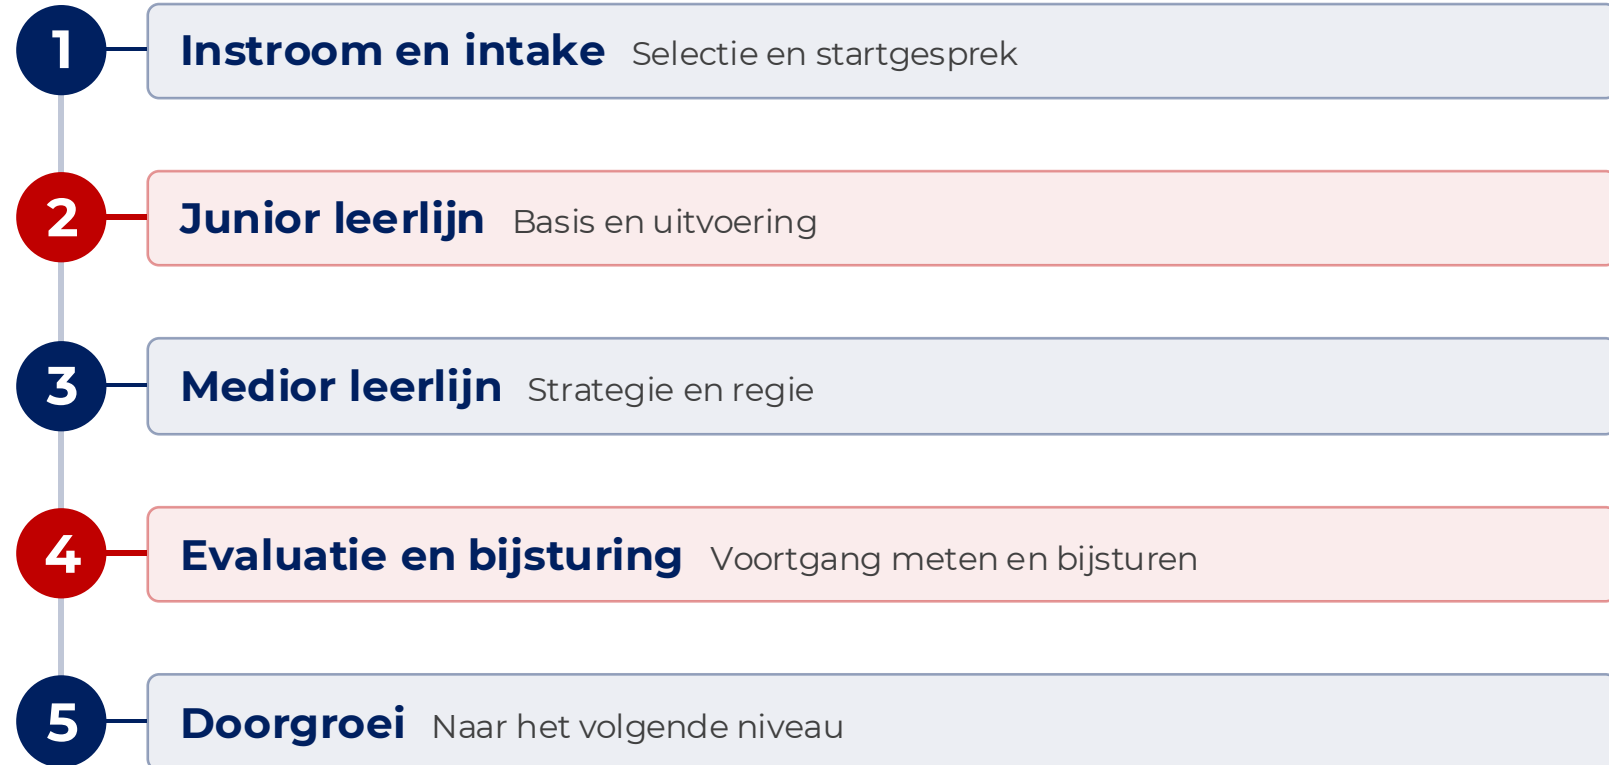 1 Instroom en intake Selectie en startgesprek
2 Junior leerlijn Basis en uitvoering
3 Medior leerlijn Strategie en regie
4 Evaluatie en bijsturing Voortgang meten en bijsturen
5 Doorgroei Naar het volgende niveau